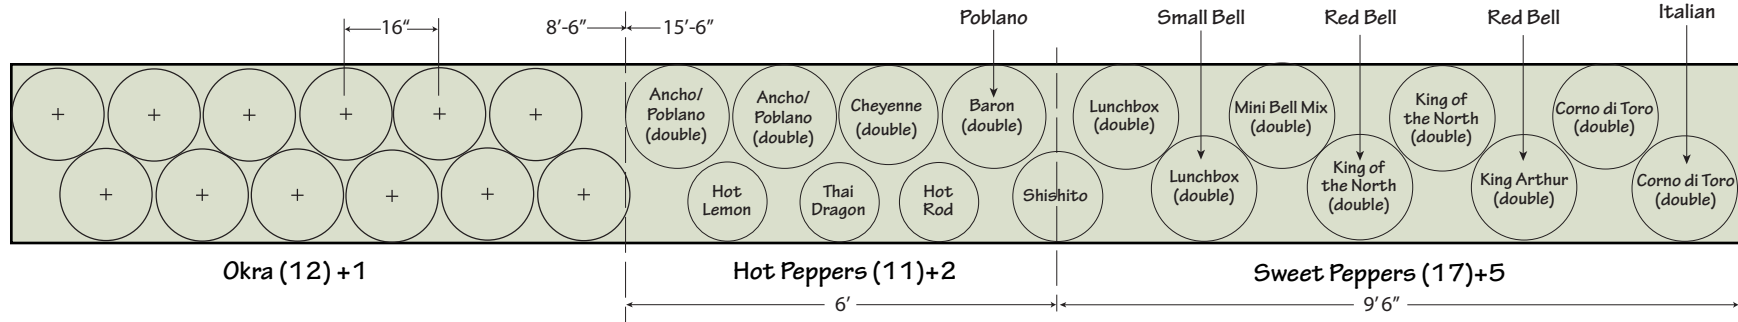 16"
8'-6"
15'-6"
Poblano
Small Bell
Red Bell
Red Bell
Italian
Ancho/
Poblano
(double)
Ancho/
Poblano
(double)
Cheyenne
(double)
Baron
(double)
Lunchbox
(double)
Mini Bell Mix
(double)
King of
the North
(double)
Corno di Toro
(double)
Hot
Lemon
Thai
Dragon
Hot
Rod
Shishito
Lunchbox
(double)
King of
the North
(double)
King Arthur
(double)
Corno di Toro
(double)
Okra (12) +1
Hot Peppers (11)+2
Sweet Peppers (17)+5
6'
9' 6"